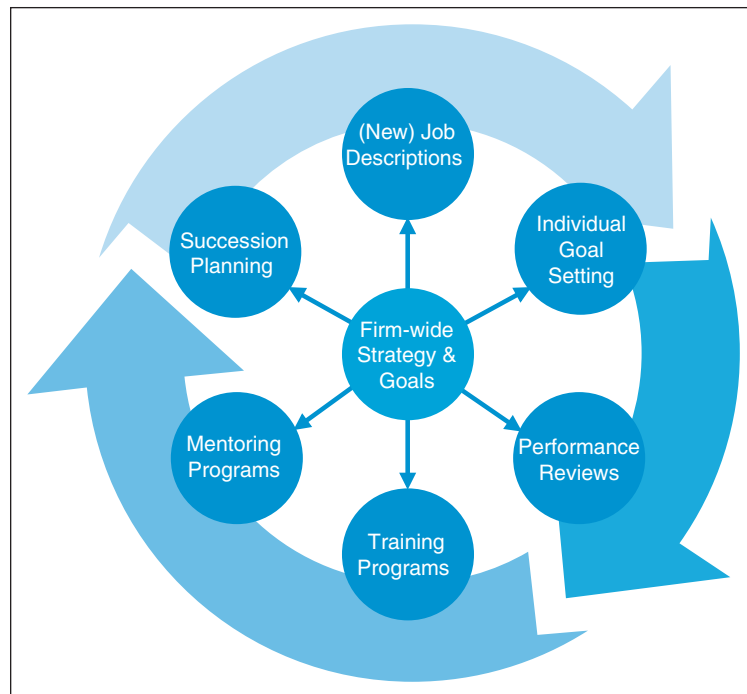 (New) Job
Descriptions
Individual
Goal
Setting
Performance
Reviews
Training
Programs
Mentoring
Programs
Succession
Planning
Firm-wide
Strategy &
Goals